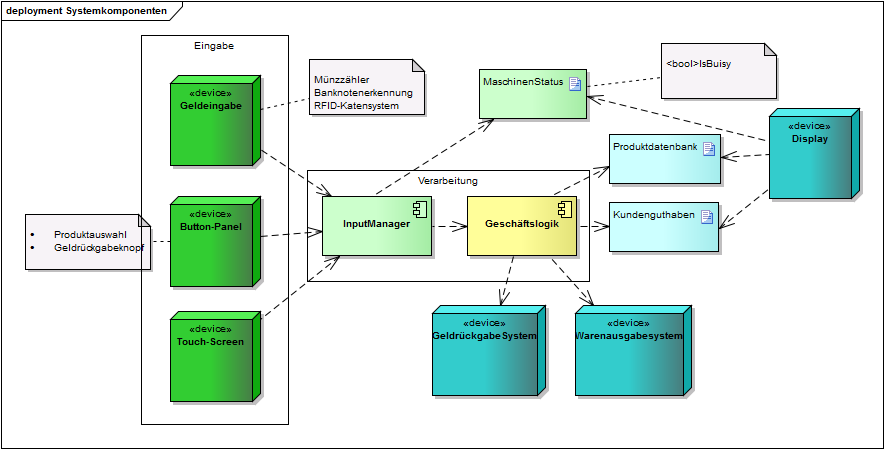 deployment Systemkomponenten
Eingabe
«device»
Geldeingabe
Münzzähler
Banknotenerkennung
RFID-Katensystem
MaschinenStatus
<bool>IsBuisy
«device»
Display
Produktdatenbank
Kundenguthaben
Verarbeitung
InputManager
Geschäftslogik
«device»
Button-Panel
• Produktauswahl
• Geldrückgabeknopf
«device»
Touch-Screen
«device»
GeldrückgabeSystem
«device»
Warenausgabesystem